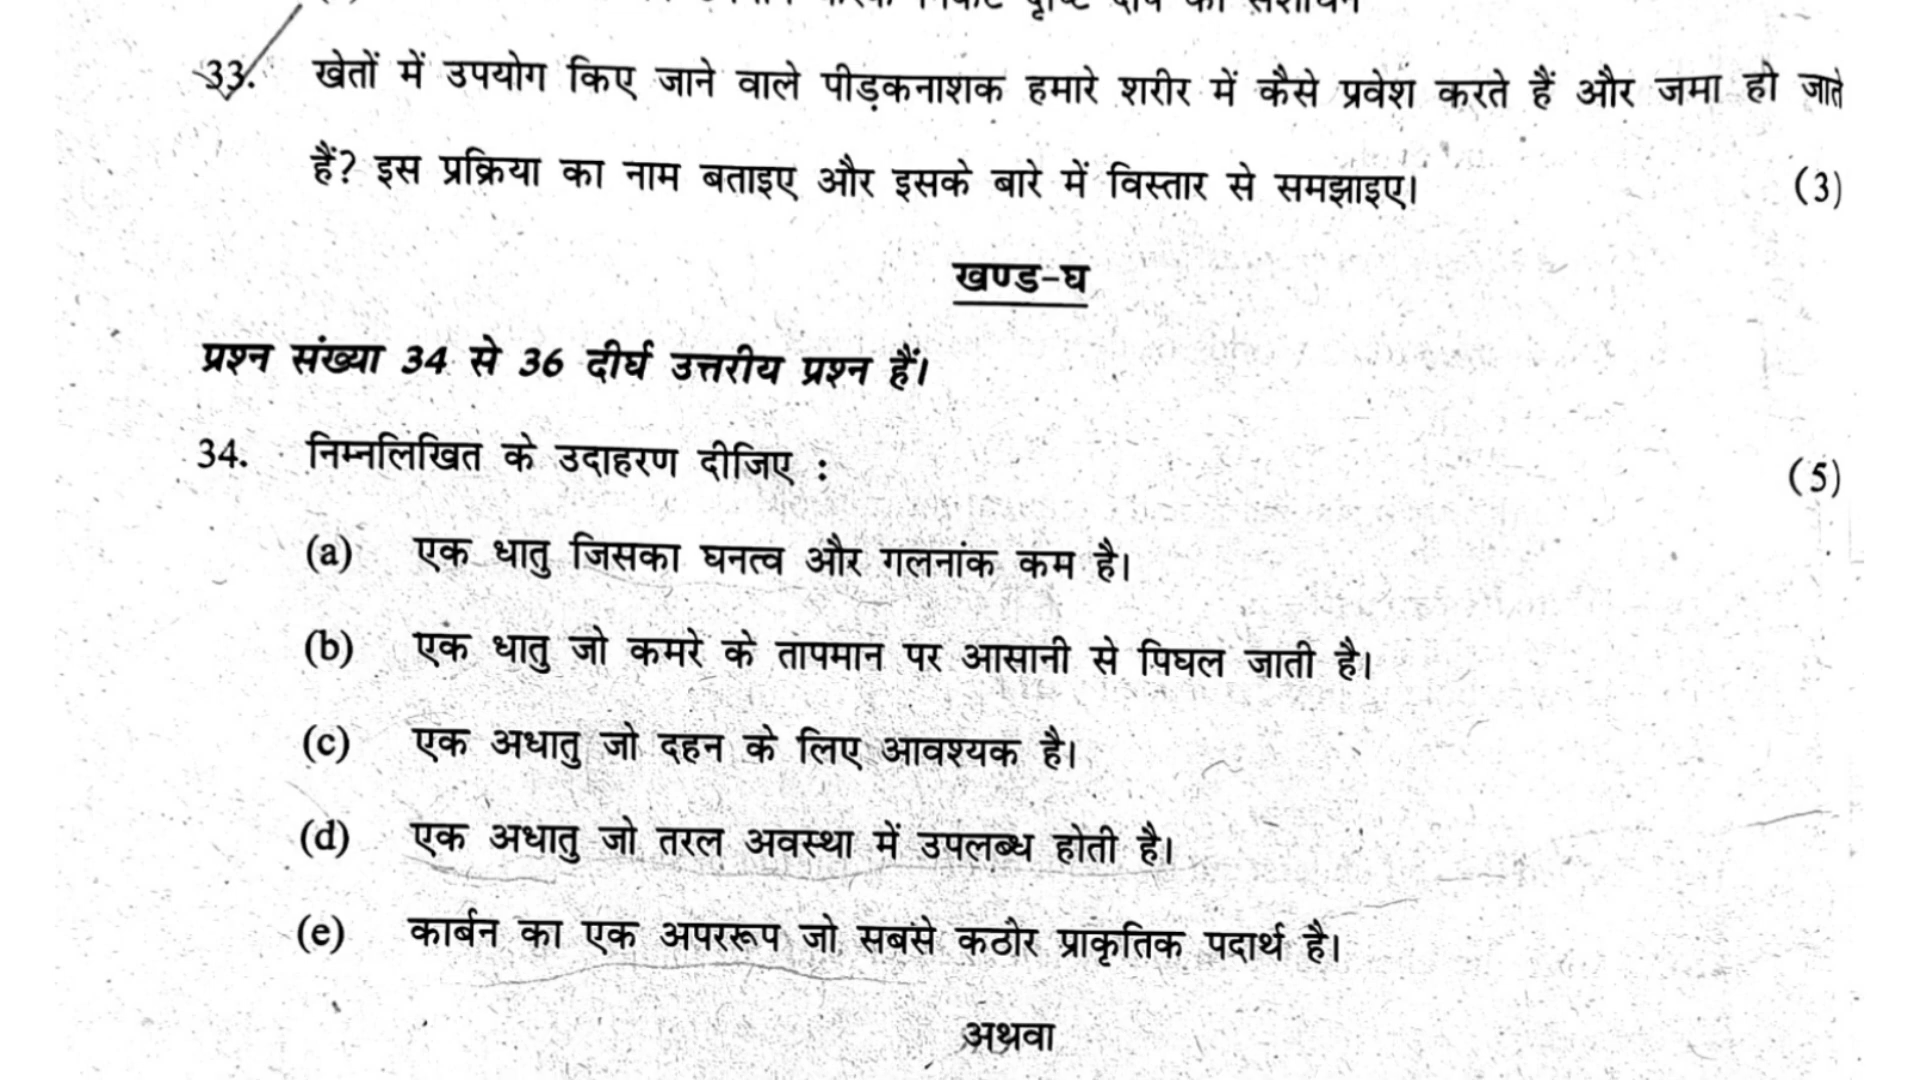 दृष्टि दोष का संशोधन
33. खेतों में उपयोग किए जाने वाले पीड़कनाशक हमारे शरीर में कैसे प्रवेश करते हैं और जमा हो जाते
हैं? इस प्रक्रिया का नाम बताइए और इसके बारे में विस्तार से समझाइए। (3)
खण्ड-घ
प्रश्न संख्या 34 से 36 दीर्घ उत्तरीय प्रश्न हैं।
34. निम्नलिखित के उदाहरण दीजिए : (5)
(a) एक धातु जिसका घनत्व और गलनांक कम है।
(b) एक धातु जो कमरे के तापमान पर आसानी से पिघल जाती है।
(c) एक अधातु जो दहन के लिए आवश्यक है।
(d) एक अधातु जो तरल अवस्था में उपलब्ध होती है।
(e) कार्बन का एक अपररूप जो सबसे कठोर प्राकृतिक पदार्थ है।
अथवा